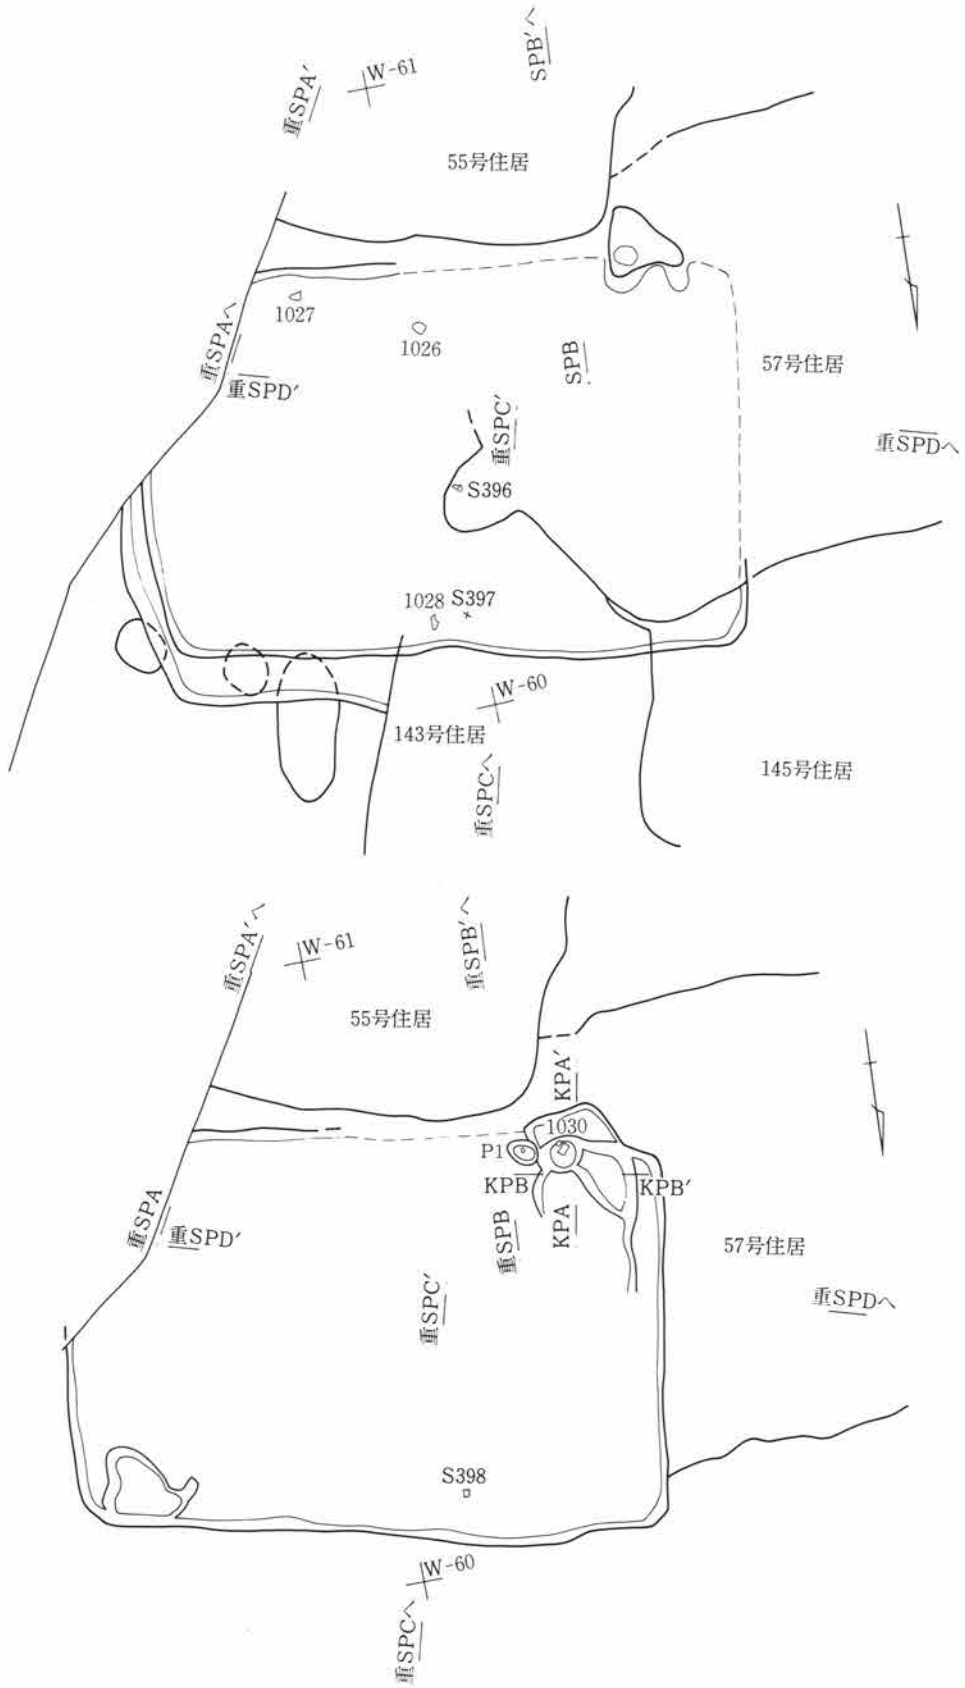 SPB′へ
W-61
重SPA′
55号住居
1027
1026
重SPAへ
重SPD′
SPB
57号住居
重SPC′
重SPDへ
S396
1028 S397
W-60
143号住居
145号住居
重SPCへ
重SPA′へ
W-61
重SPB′へ
55号住居
KPA′
1030
P1
KPB
KPB′
重SPA
重SPD′
重SPB
KPA
57号住居
重SPC′
重SPDへ
S398
W-60
重SPCへ